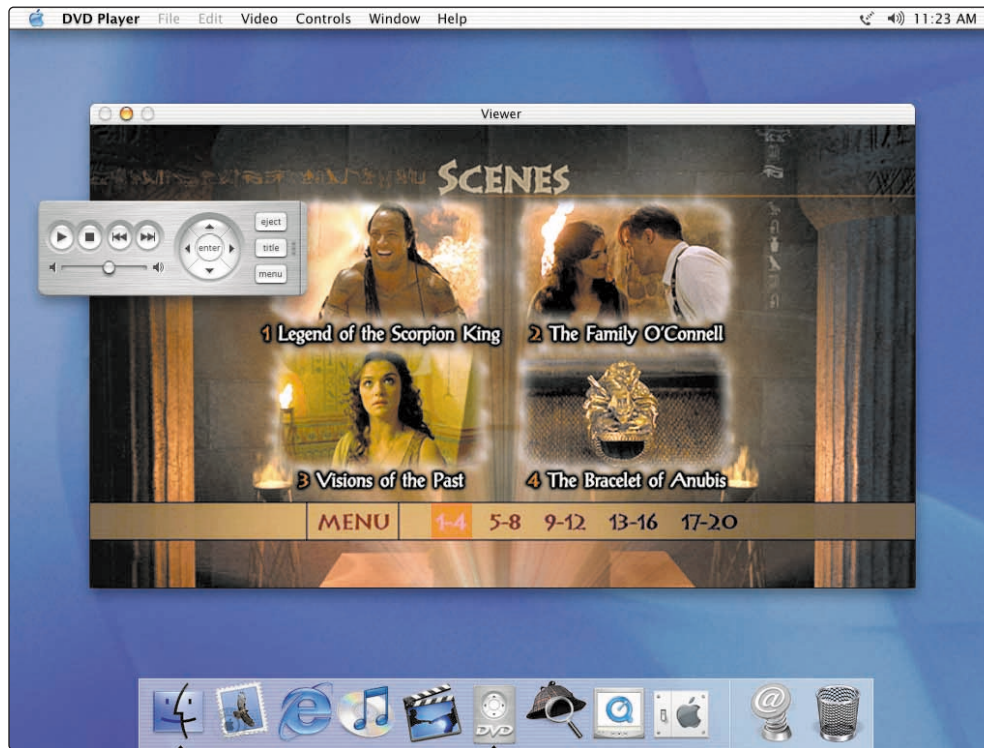 DVD Player File Edit Video Controls Window Help 11:23 AM
Viewer
SCENES
eject
enter
title
menu
1 Legend of the Scorpion King
2 The Family O'Connell
3 Visions of the Past
4 The Bracelet of Anubis
MENU 1-4 5-8 9-12 13-16 17-20
@
DVD